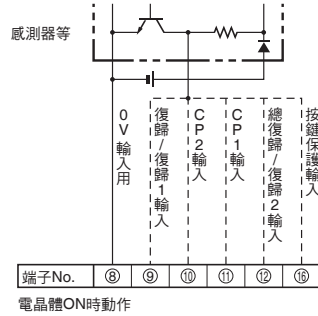 感測器等
0V輸入用
復歸/復歸1輸入
CP2輸入
CP1輸入
總復歸/復歸2輸入
按鍵保護輸入
端子No. ⑧ ⑨ ⑩ ⑪ ⑫ ⑯
電晶體ON時動作